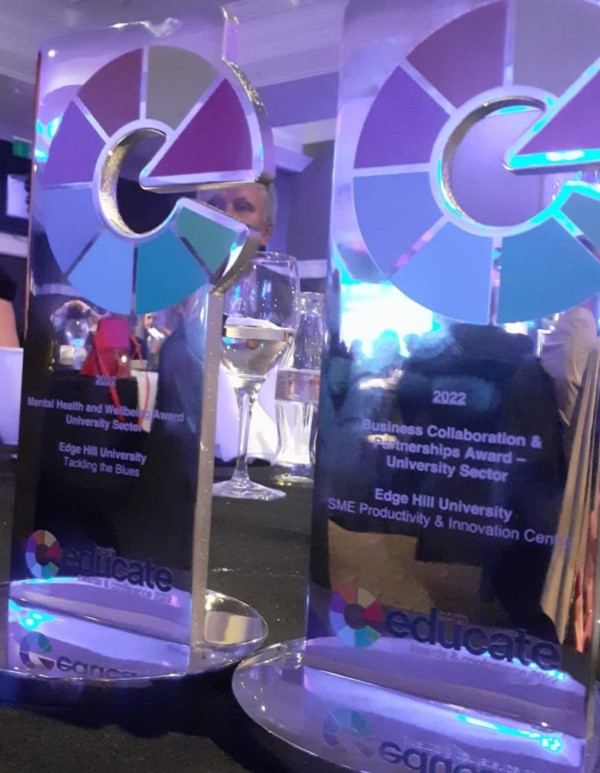 2022
Mental Health and Wellbeing Award
University Sector
Edge Hill University
Tackling the Blues
educate
2022
Business Collaboration &
Partnerships Award –
University Sector
Edge Hill University
SME Productivity & Innovation
educate